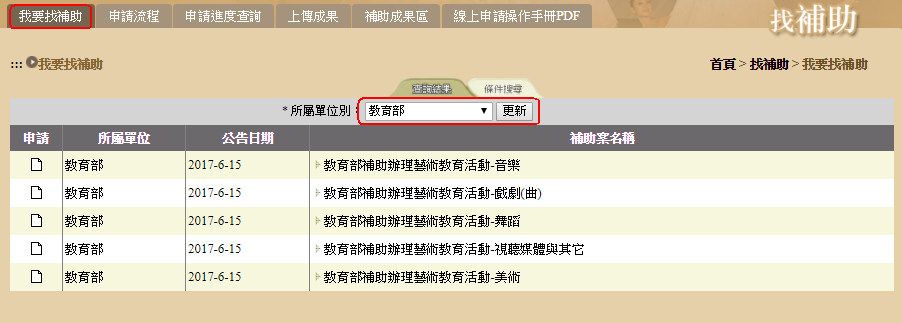 我要找補助 申請流程 申請進度查詢 上傳成果 補助成果區 線上申請操作手冊PDF
找補助
::: 我要找補助 首頁 > 找補助 > 我要找補助
查詢結果 條件搜尋
* 所屬單位別： 教育部 更新
申請 所屬單位 公告日期 補助案名稱
教育部 2017-6-15 教育部補助辦理藝術教育活動-音樂
教育部 2017-6-15 教育部補助辦理藝術教育活動-戲劇(曲)
教育部 2017-6-15 教育部補助辦理藝術教育活動-舞蹈
教育部 2017-6-15 教育部補助辦理藝術教育活動-視聽媒體與其它
教育部 2017-6-15 教育部補助辦理藝術教育活動-美術